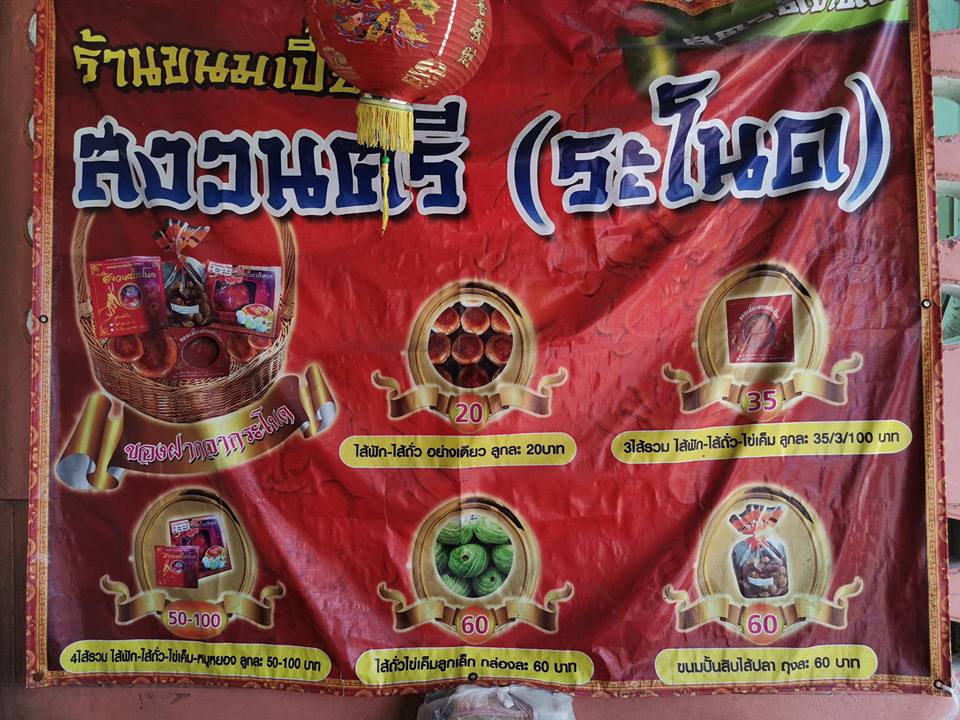 ร้านขนมเปี๊ยะ
สงวนศรี (ระโนด)
ของฝากจากระโนด
20
ไส้ฟัก-ไส้ถั่ว อย่างเดียว ลูกละ 20บาท
35
3ไส้รวม ไส้ฟัก-ไส้ถั่ว-ไข่เค็ม ลูกละ 35/3/100 บาท
50-100
4ไส้รวม ไส้ฟัก-ไส้ถั่ว-ไข่เค็ม-หมูหยอง ลูกละ 50-100 บาท
60
ไส้ถั่วไข่เค็มลูกเล็ก กล่องละ 60 บาท
60
ขนมปั้นสิบไส้ปลา ถุงละ 60 บาท